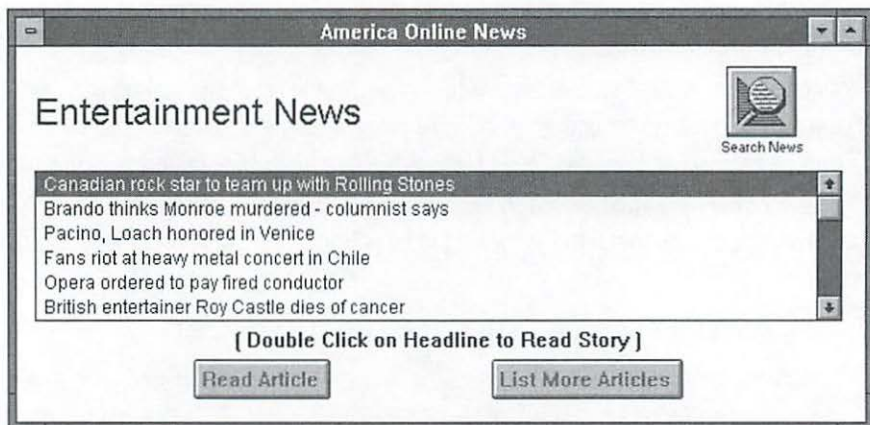 America Online News
Entertainment News
Search News
Canadian rock star to team up with Rolling Stones
Brando thinks Monroe murdered - columnist says
Pacino, Loach honored in Venice
Fans riot at heavy metal concert in Chile
Opera ordered to pay fired conductor
British entertainer Roy Castle dies of cancer
[ Double Click on Headline to Read Story ]
Read Article
List More Articles